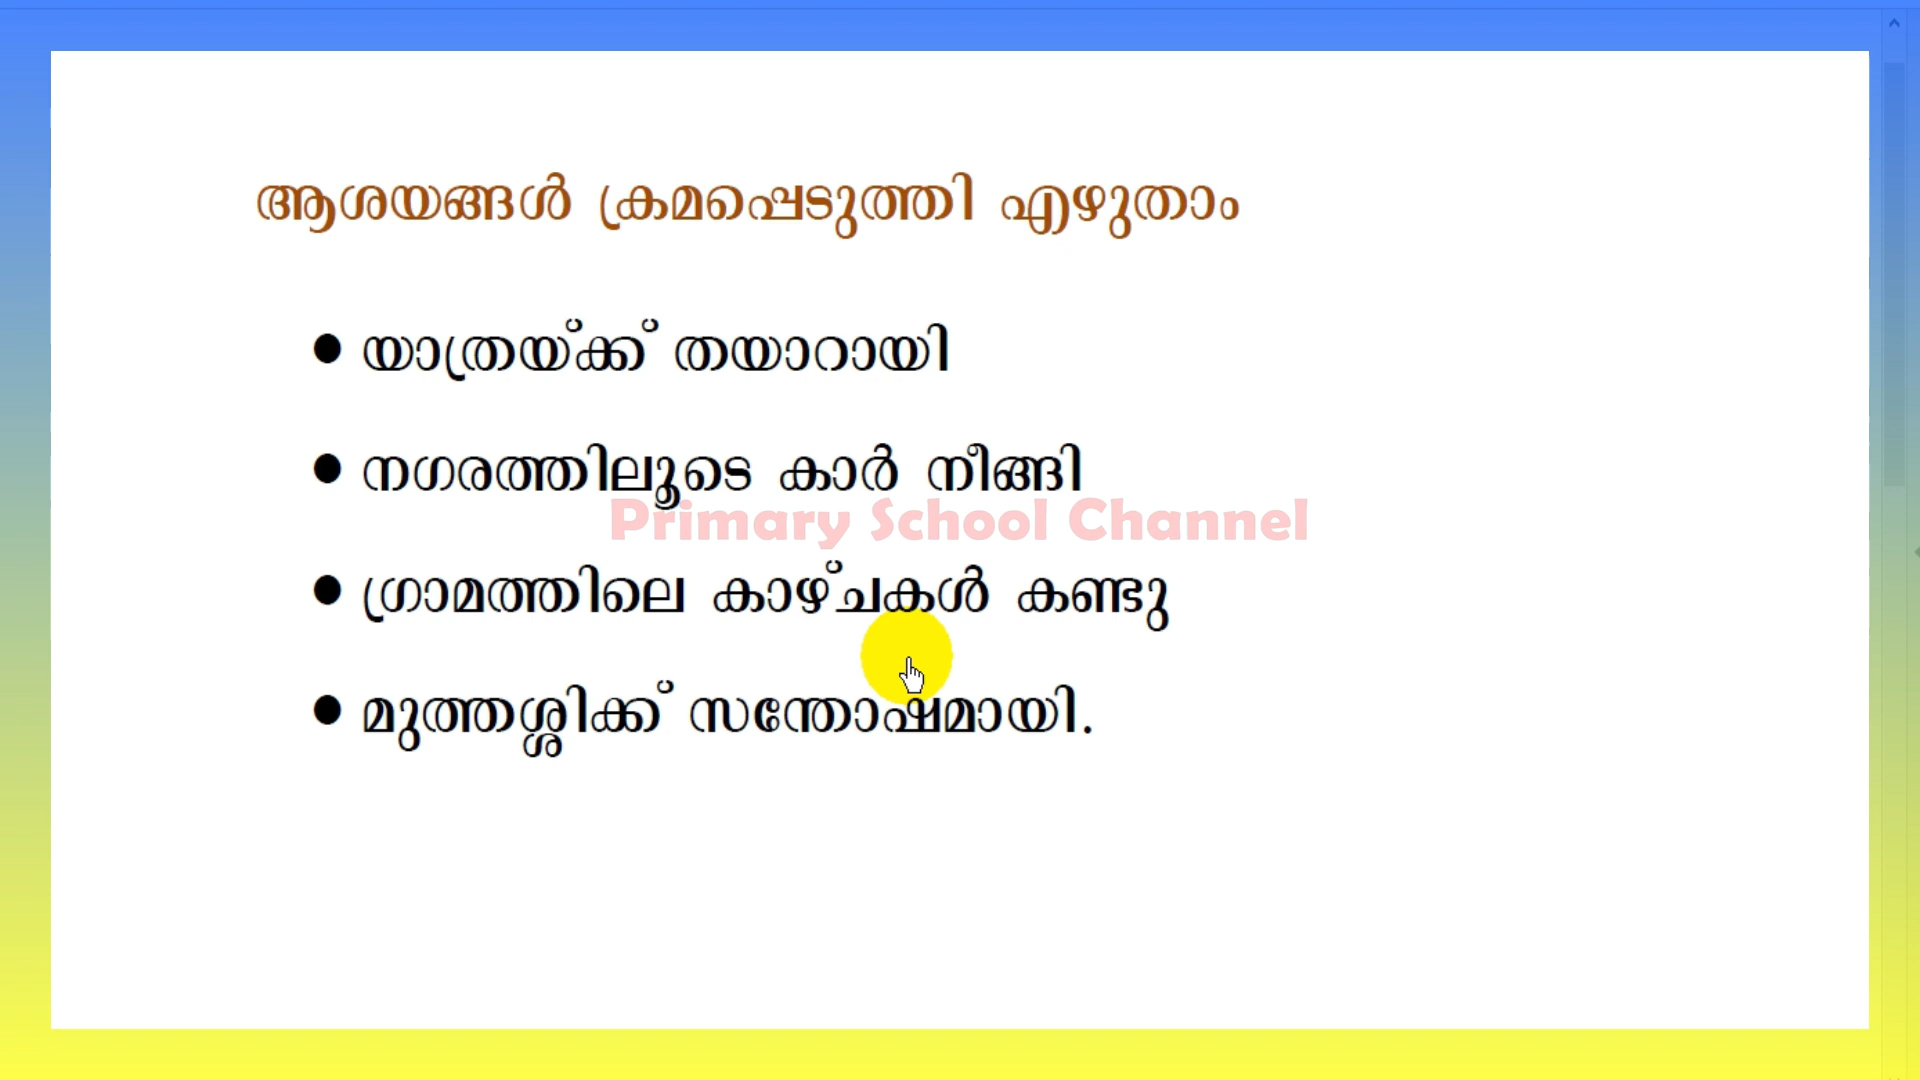 ആശയങ്ങൾ ക്രമപ്പെടുത്തി എഴുതാം
● യാത്രയ്ക്ക് തയാറായി
● നഗരത്തിലൂടെ കാർ നീങ്ങി
Primary School Channel
● ഗ്രാമത്തിലെ കാഴ്ചകൾ കണ്ടു
● മുത്തശ്ശിക്ക് സന്തോഷമായി.